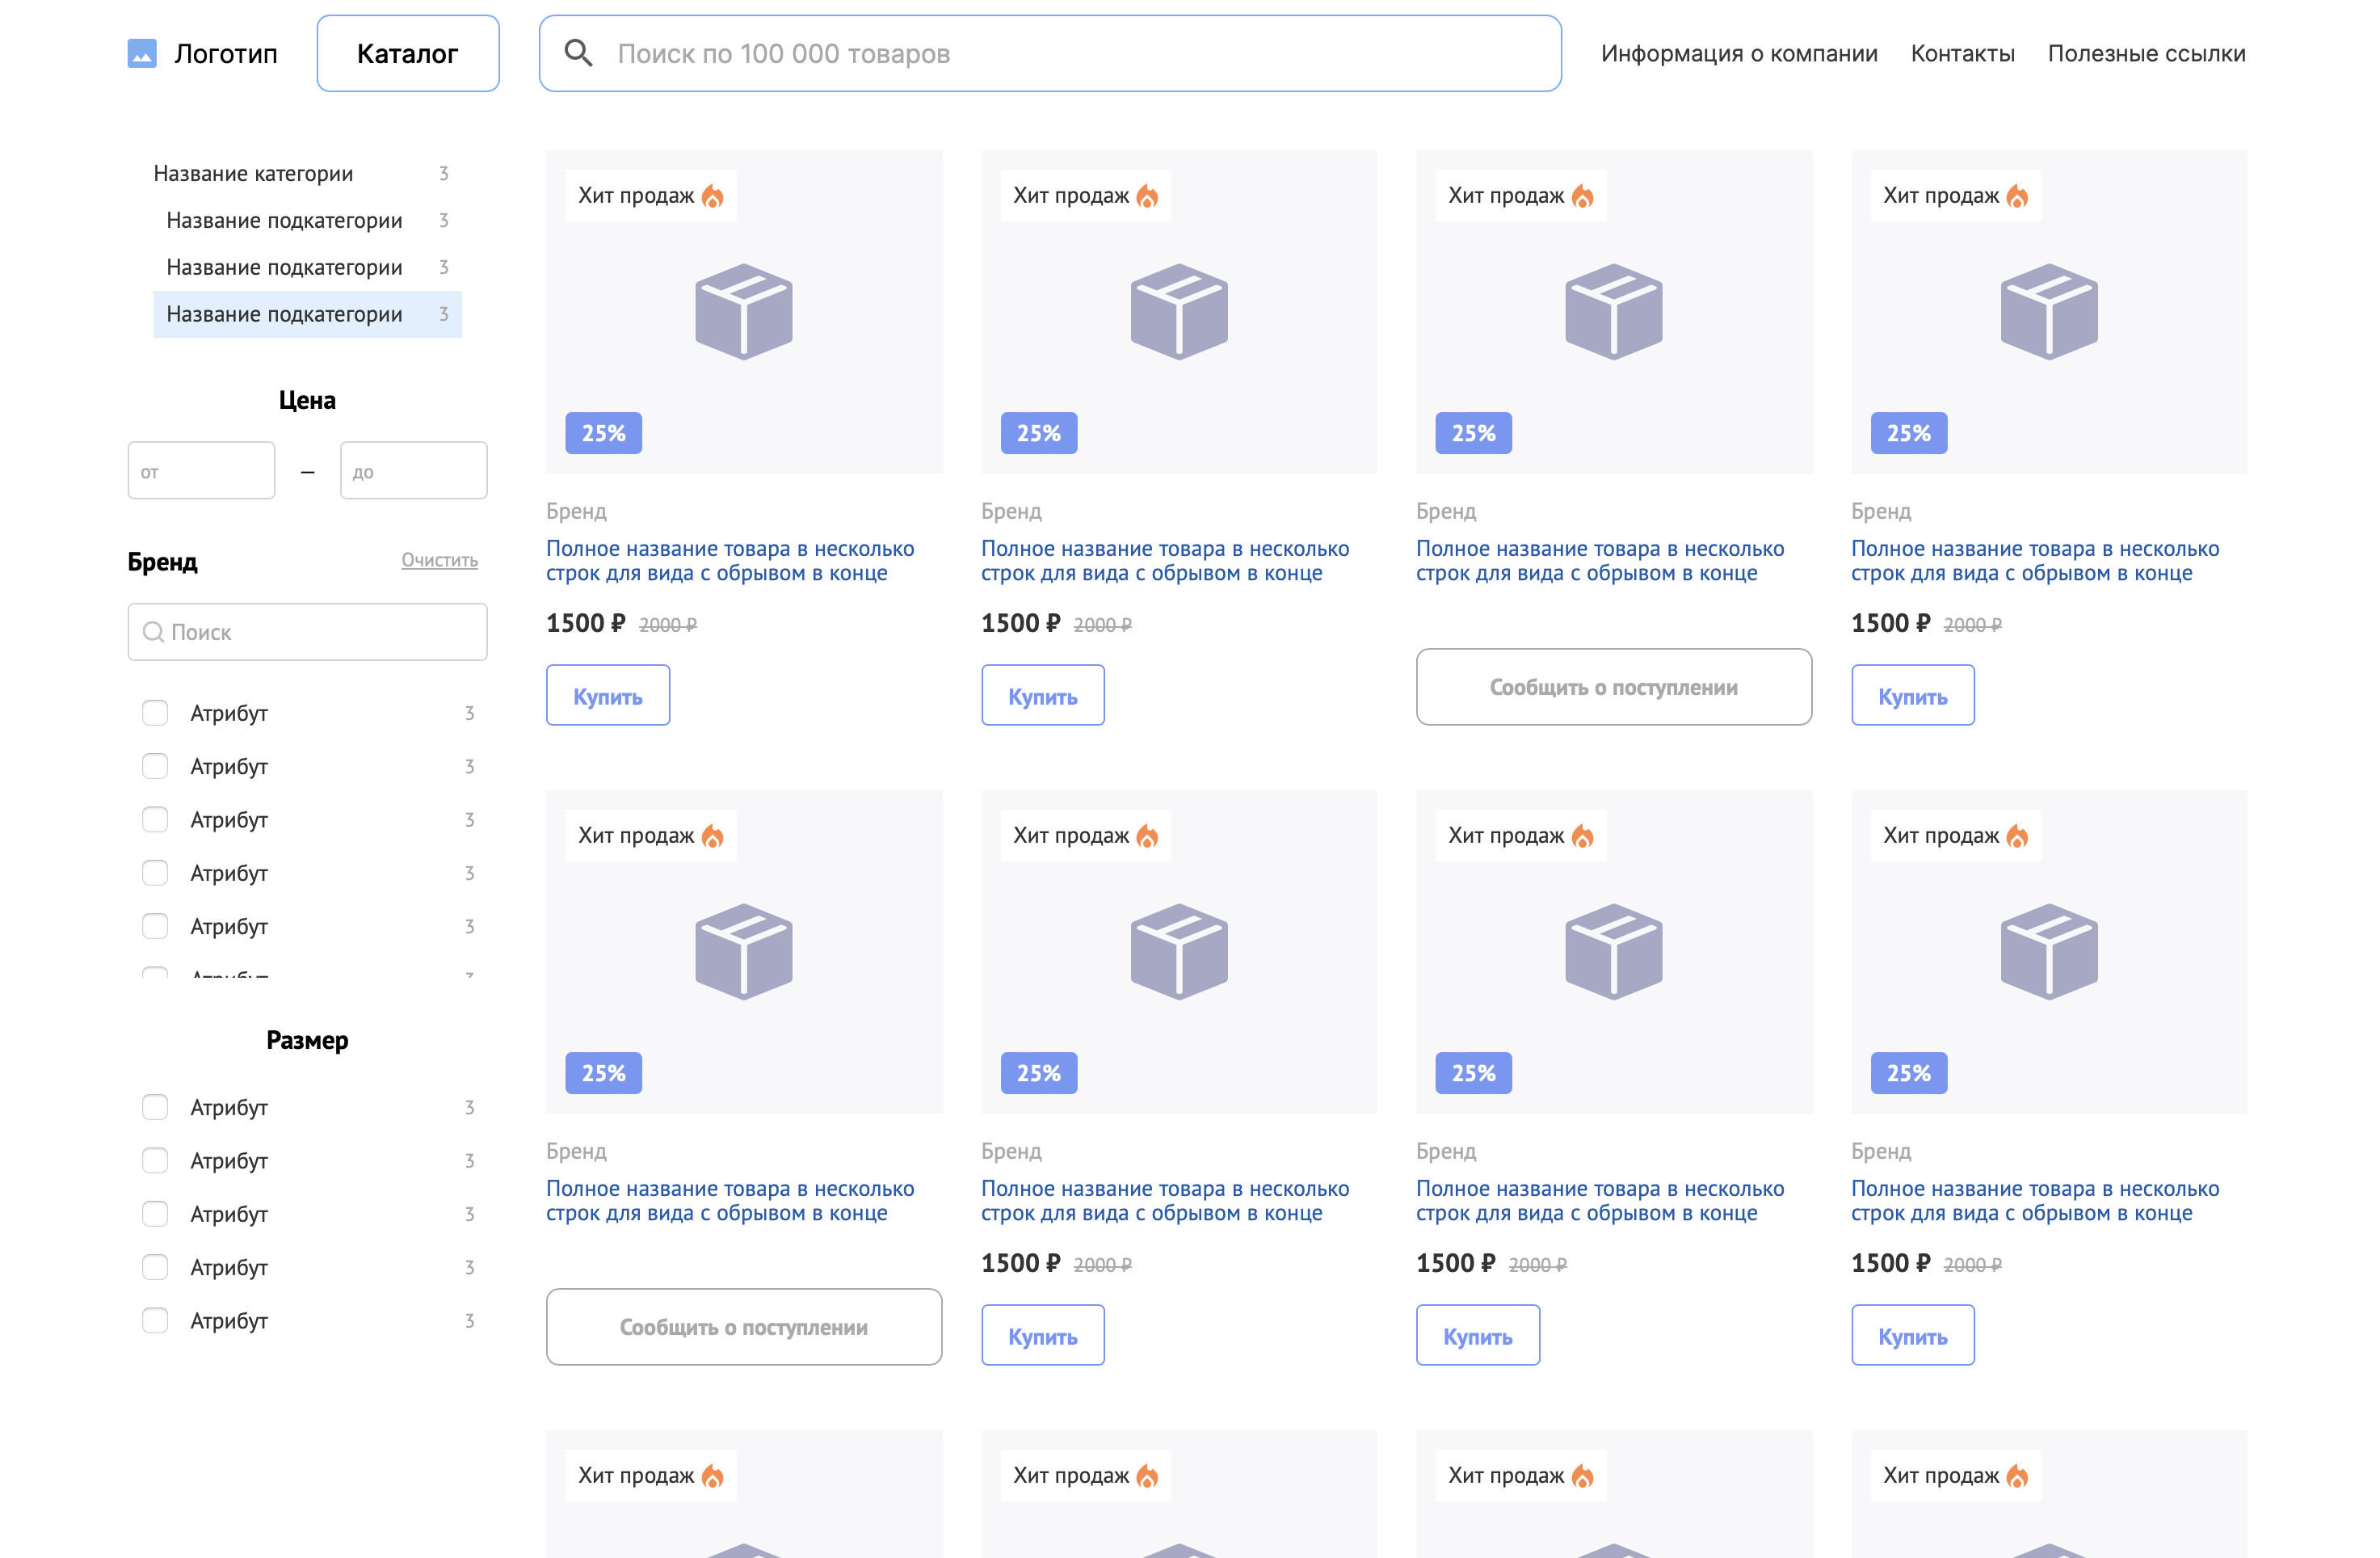 Логотип
Каталог
Поиск по 100 000 товаров
Информация о компании
Контакты
Полезные ссылки
Название категории 3
Название подкатегории 3
Название подкатегории 3
Название подкатегории 3
Цена
от – до
Бренд Очистить
Поиск
Атрибут 3
Атрибут 3
Атрибут 3
Атрибут 3
Атрибут 3
Атрибут 3
Размер
Атрибут 3
Атрибут 3
Атрибут 3
Атрибут 3
Атрибут 3
Хит продаж
25%
Бренд
Полное название товара в несколько
строк для вида с обрывом в конце
1500 ₽ 2000 ₽
Купить
Хит продаж
25%
Бренд
Полное название товара в несколько
строк для вида с обрывом в конце
1500 ₽ 2000 ₽
Купить
Хит продаж
25%
Бренд
Полное название товара в несколько
строк для вида с обрывом в конце
Сообщить о поступлении
Хит продаж
25%
Бренд
Полное название товара в несколько
строк для вида с обрывом в конце
1500 ₽ 2000 ₽
Купить
Хит продаж
25%
Бренд
Полное название товара в несколько
строк для вида с обрывом в конце
Сообщить о поступлении
Хит продаж
25%
Бренд
Полное название товара в несколько
строк для вида с обрывом в конце
1500 ₽ 2000 ₽
Купить
Хит продаж
25%
Бренд
Полное название товара в несколько
строк для вида с обрывом в конце
1500 ₽ 2000 ₽
Купить
Хит продаж
25%
Бренд
Полное название товара в несколько
строк для вида с обрывом в конце
1500 ₽ 2000 ₽
Купить
Хит продаж
Хит продаж
Хит продаж
Хит продаж